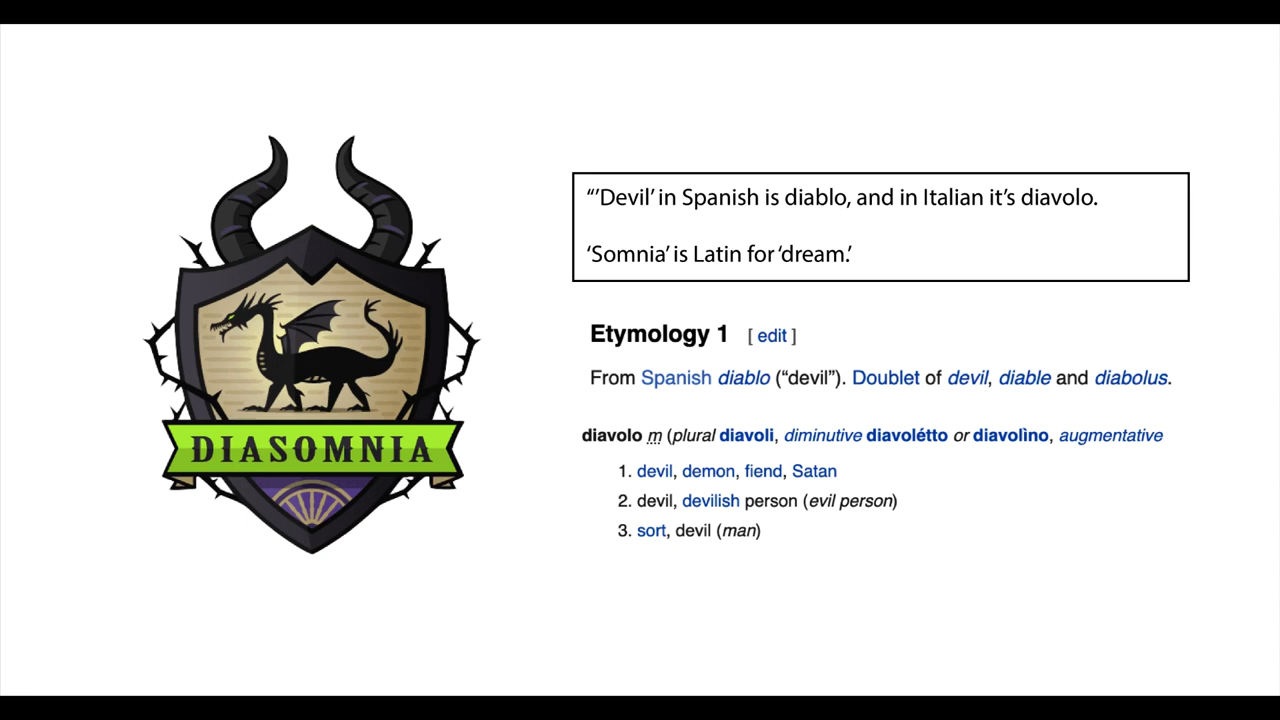 DIASOMNIA
“’Devil’ in Spanish is diablo, and in Italian it’s diavolo.
‘Somnia’ is Latin for ‘dream.’
Etymology 1 [ edit ]
From Spanish diablo (“devil”). Doublet of devil, diable and diabolus.
diavolo m (plural diavoli, diminutive diavolétto or diavolìno, augmentative
1. devil, demon, fiend, Satan
2. devil, devilish person (evil person)
3. sort, devil (man)